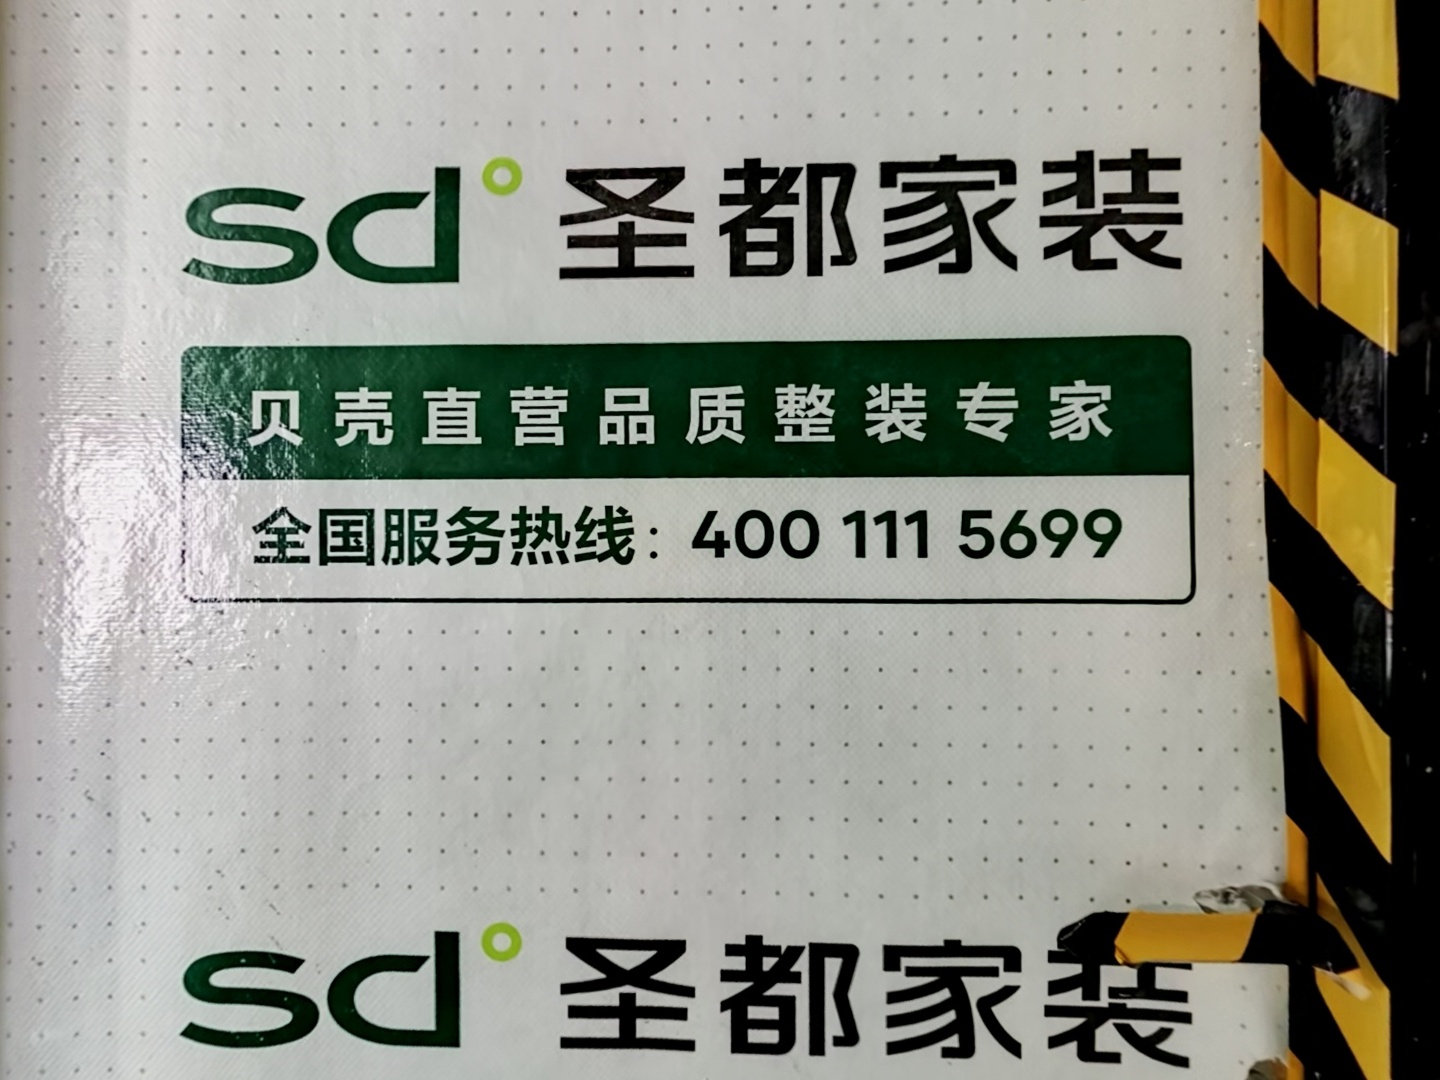 sd° 圣都家装
贝壳直营品质整装专家
全国服务热线：400 111 5699
sd° 圣都家装